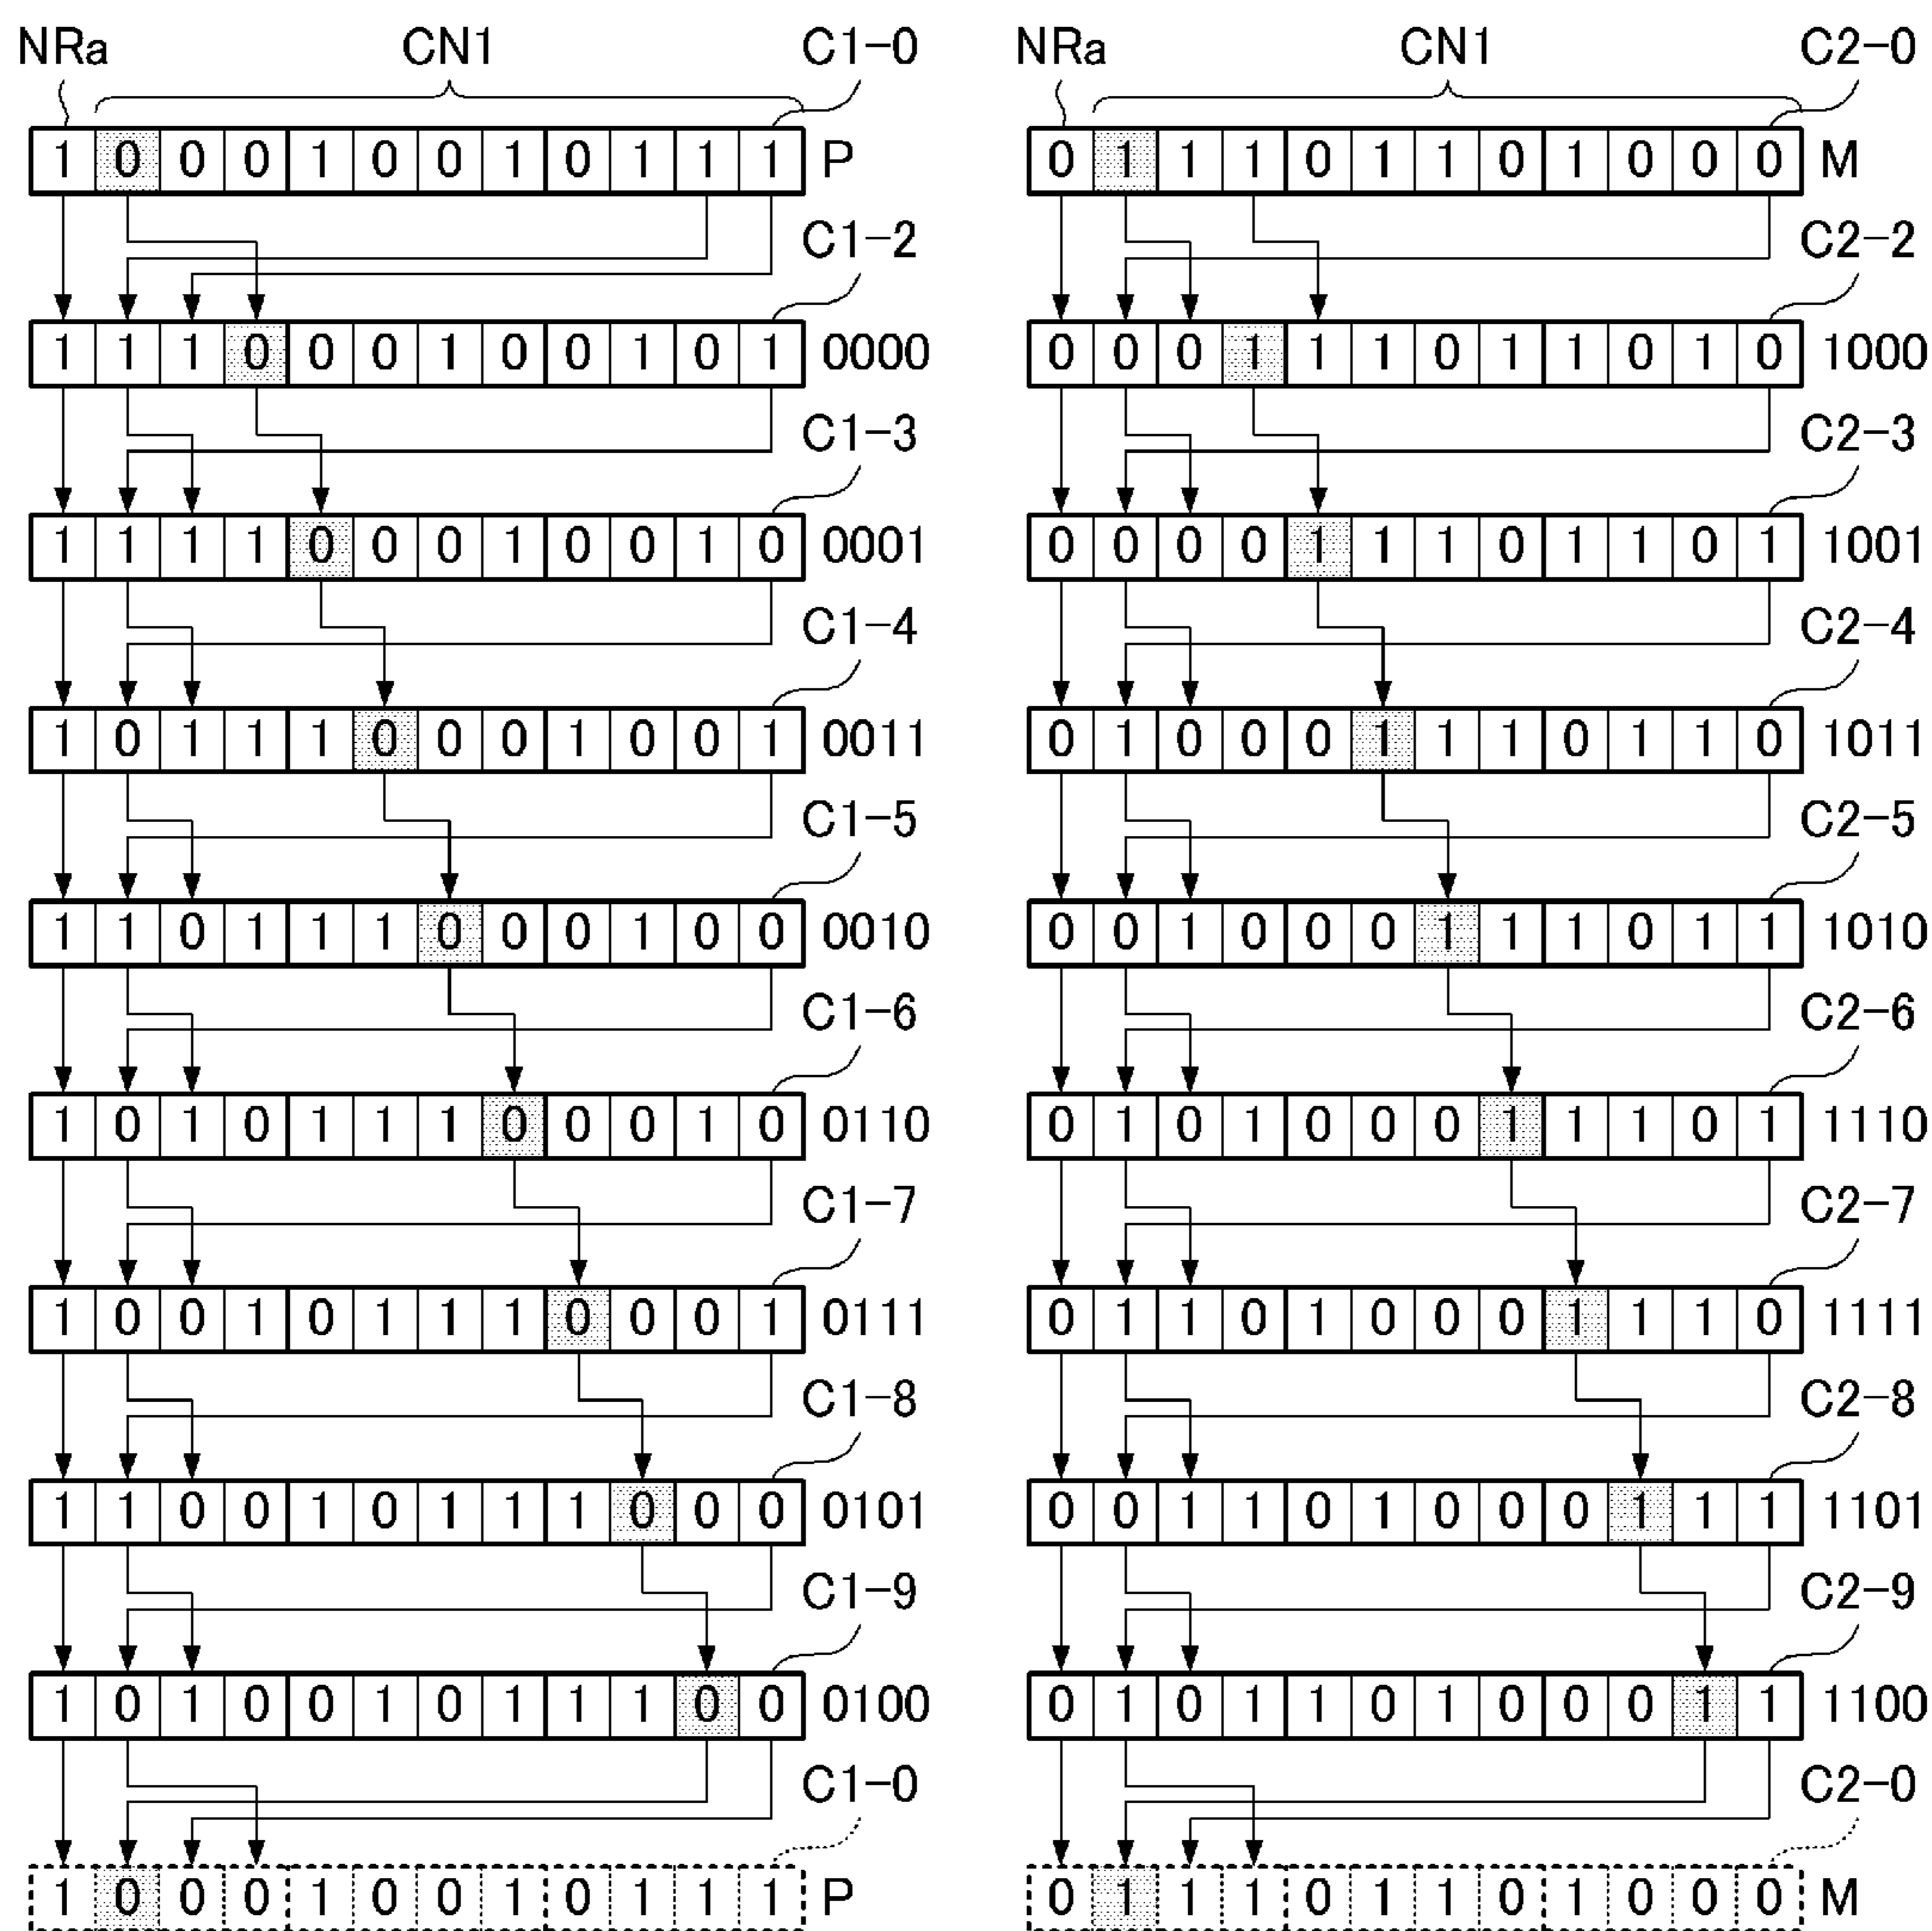 NRa CN1 C1-0
1 0 0 0 1 0 0 1 0 1 1 1 P
C1-2
1 1 1 0 0 0 1 0 0 1 0 1 0000
C1-3
1 1 1 1 0 0 0 1 0 0 1 0 0001
C1-4
1 0 1 1 1 0 0 0 1 0 0 1 0011
C1-5
1 1 0 1 1 1 0 0 0 1 0 0 0010
C1-6
1 0 1 0 1 1 1 0 0 0 1 0 0110
C1-7
1 0 0 1 0 1 1 1 0 0 0 1 0111
C1-8
1 1 0 0 1 0 1 1 1 0 0 0 0101
C1-9
1 0 1 0 0 1 0 1 1 1 0 0 0100
C1-0
1 0 0 0 1 0 0 1 0 1 1 1 P
NRa CN1 C2-0
0 1 1 1 0 1 1 0 1 0 0 0 M
C2-2
0 0 0 1 1 1 0 1 1 0 1 0 1000
C2-3
0 0 0 0 1 1 1 0 1 1 0 1 1001
C2-4
0 1 0 0 0 1 1 1 0 1 1 0 1011
C2-5
0 0 1 0 0 0 1 1 1 0 1 1 1010
C2-6
0 1 0 1 0 0 0 1 1 1 0 1 1110
C2-7
0 1 1 0 1 0 0 0 1 1 1 0 1111
C2-8
0 0 1 1 0 1 0 0 0 1 1 1 1101
C2-9
0 1 0 1 1 0 1 0 0 0 1 1 1100
C2-0
0 1 1 1 0 1 1 0 1 0 0 0 M